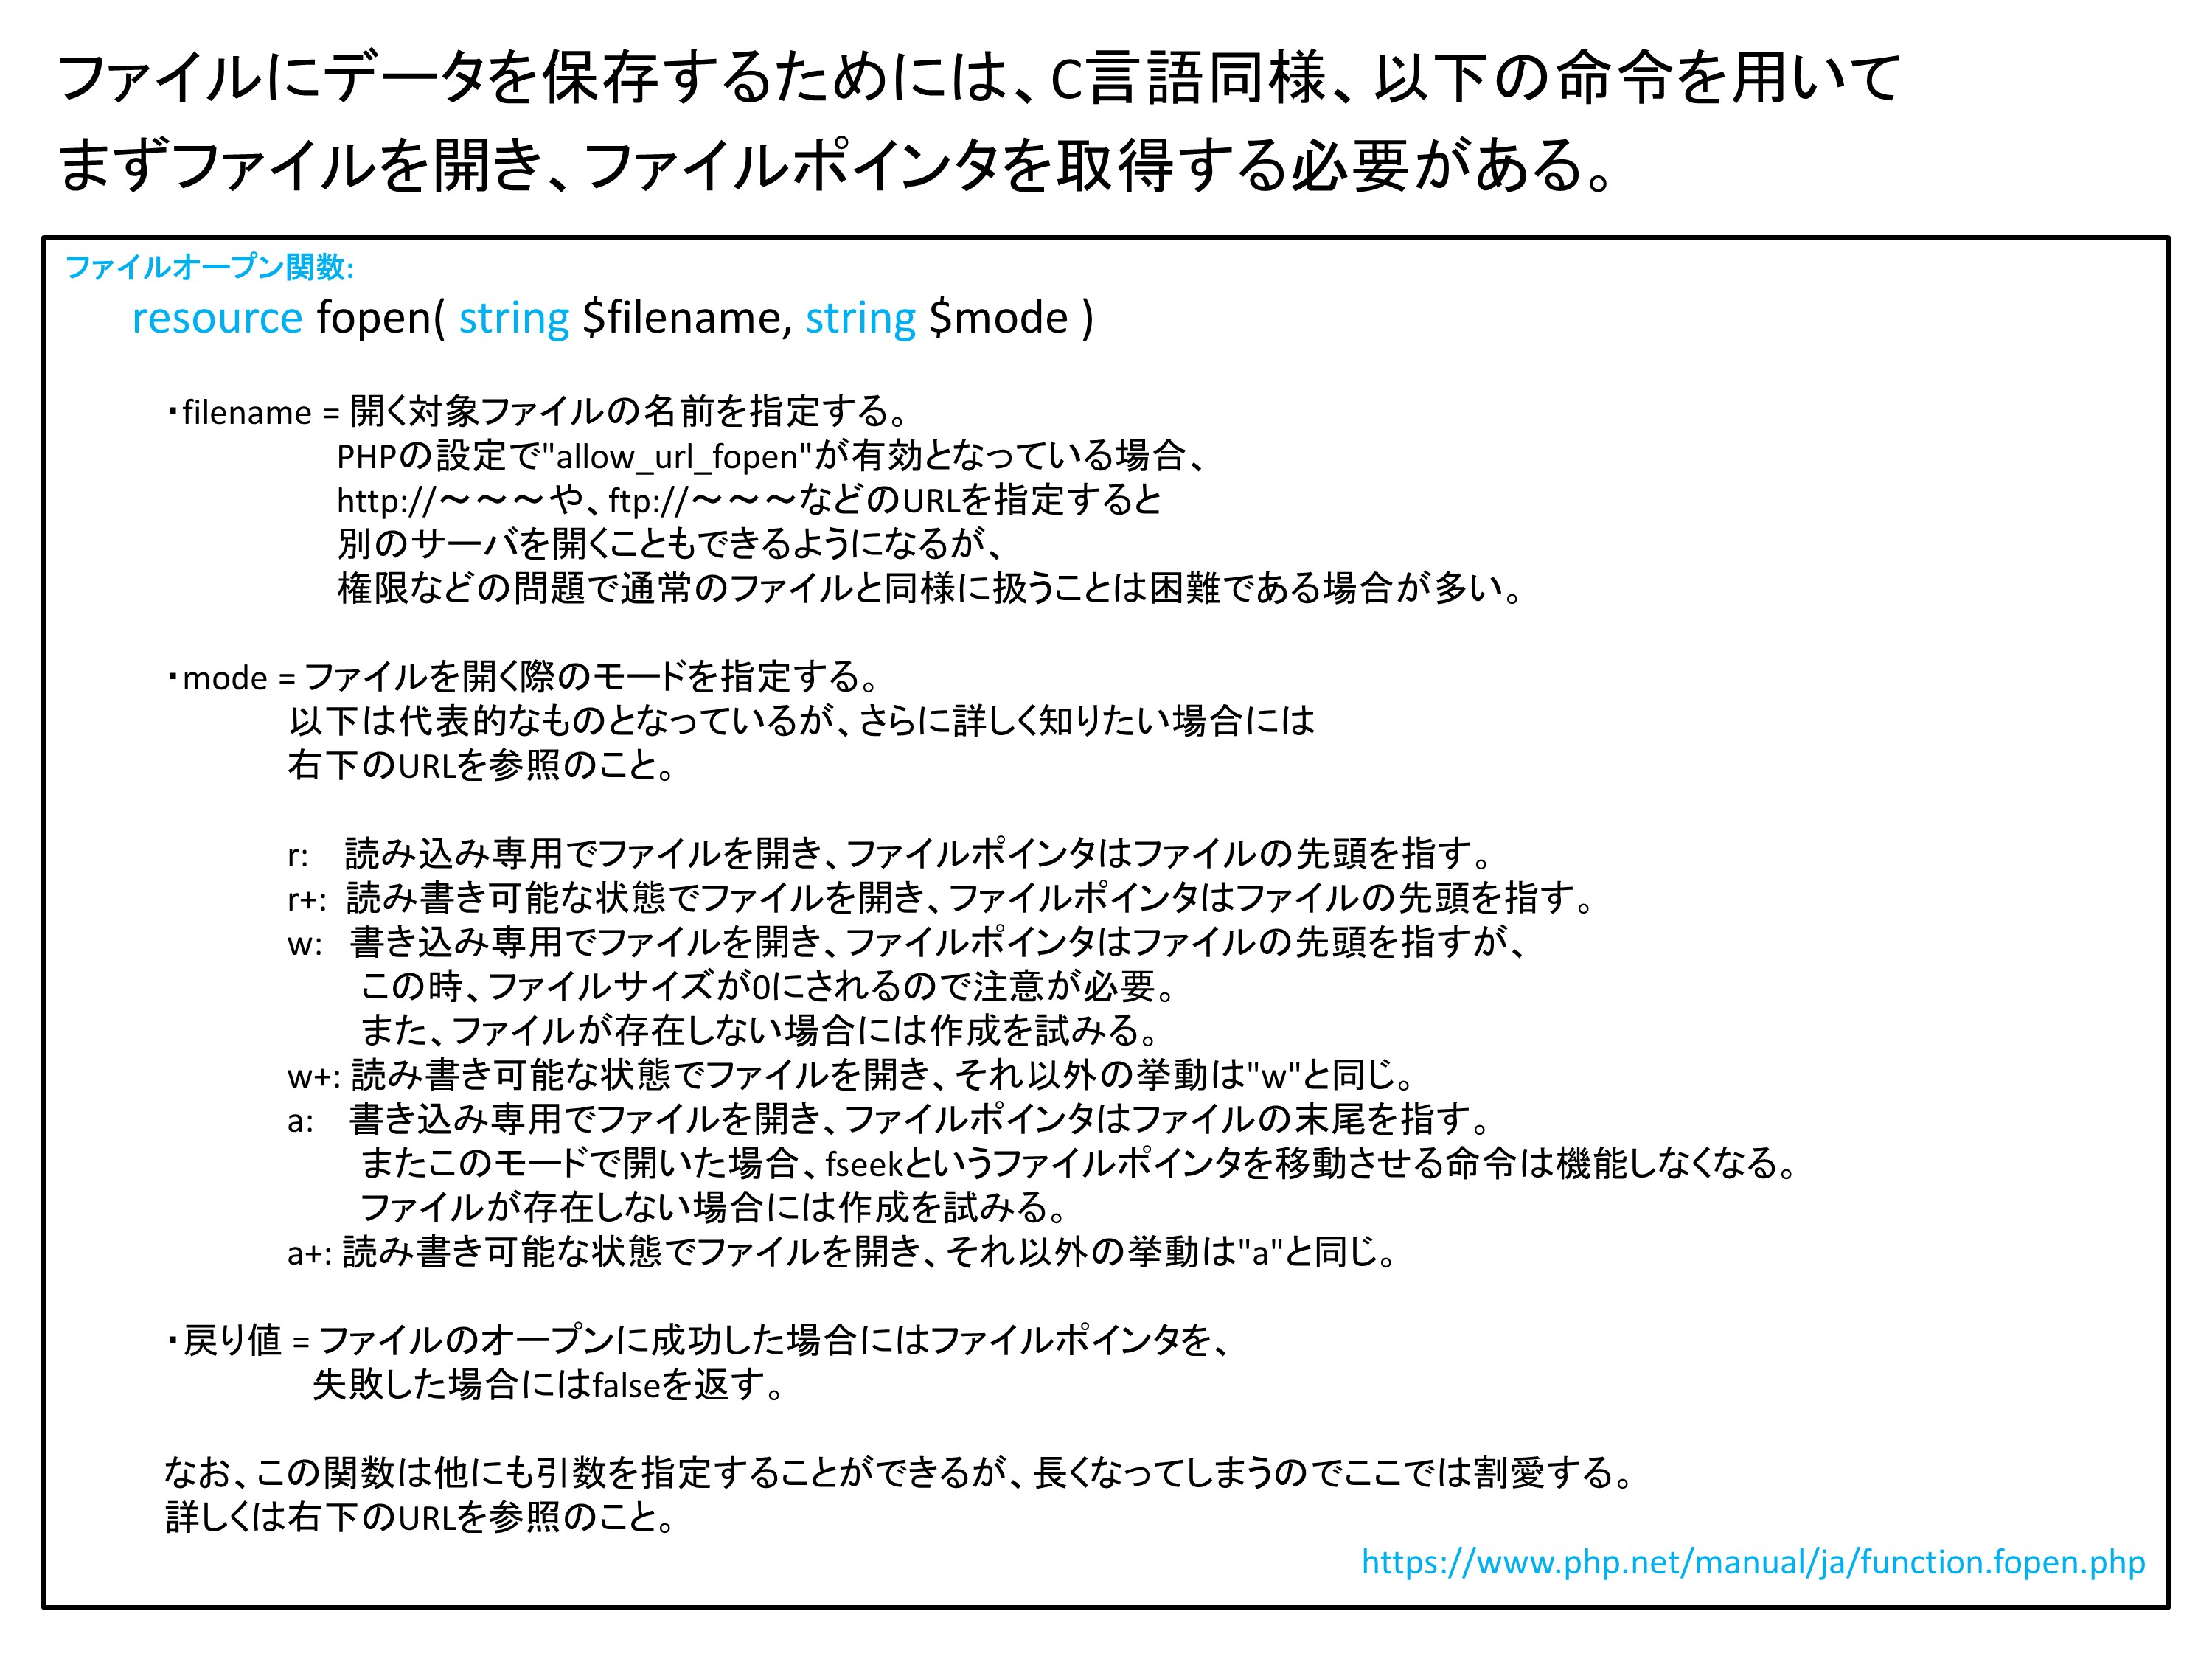 ファイルにデータを保存するためには、C言語同様、以下の命令を用いて
まずファイルを開き、ファイルポインタを取得する必要がある。
ファイルオープン関数:
resource fopen( string $filename, string $mode )
・filename = 開く対象ファイルの名前を指定する。
PHPの設定で"allow_url_fopen"が有効となっている場合、
http://～～～や、ftp://～～～などのURLを指定すると
別のサーバを開くこともできるようになるが、
権限などの問題で通常のファイルと同様に扱うことは困難である場合が多い。
・mode = ファイルを開く際のモードを指定する。
以下は代表的なものとなっているが、さらに詳しく知りたい場合には
右下のURLを参照のこと。
r: 読み込み専用でファイルを開き、ファイルポインタはファイルの先頭を指す。
r+: 読み書き可能な状態でファイルを開き、ファイルポインタはファイルの先頭を指す。
w: 書き込み専用でファイルを開き、ファイルポインタはファイルの先頭を指すが、
この時、ファイルサイズが0にされるので注意が必要。
また、ファイルが存在しない場合には作成を試みる。
w+: 読み書き可能な状態でファイルを開き、それ以外の挙動は"w"と同じ。
a: 書き込み専用でファイルを開き、ファイルポインタはファイルの末尾を指す。
またこのモードで開いた場合、fseekというファイルポインタを移動させる命令は機能しなくなる。
ファイルが存在しない場合には作成を試みる。
a+: 読み書き可能な状態でファイルを開き、それ以外の挙動は"a"と同じ。
・戻り値 = ファイルのオープンに成功した場合にはファイルポインタを、
失敗した場合にはfalseを返す。
なお、この関数は他にも引数を指定することができるが、長くなってしまうのでここでは割愛する。
詳しくは右下のURLを参照のこと。
https://www.php.net/manual/ja/function.fopen.php